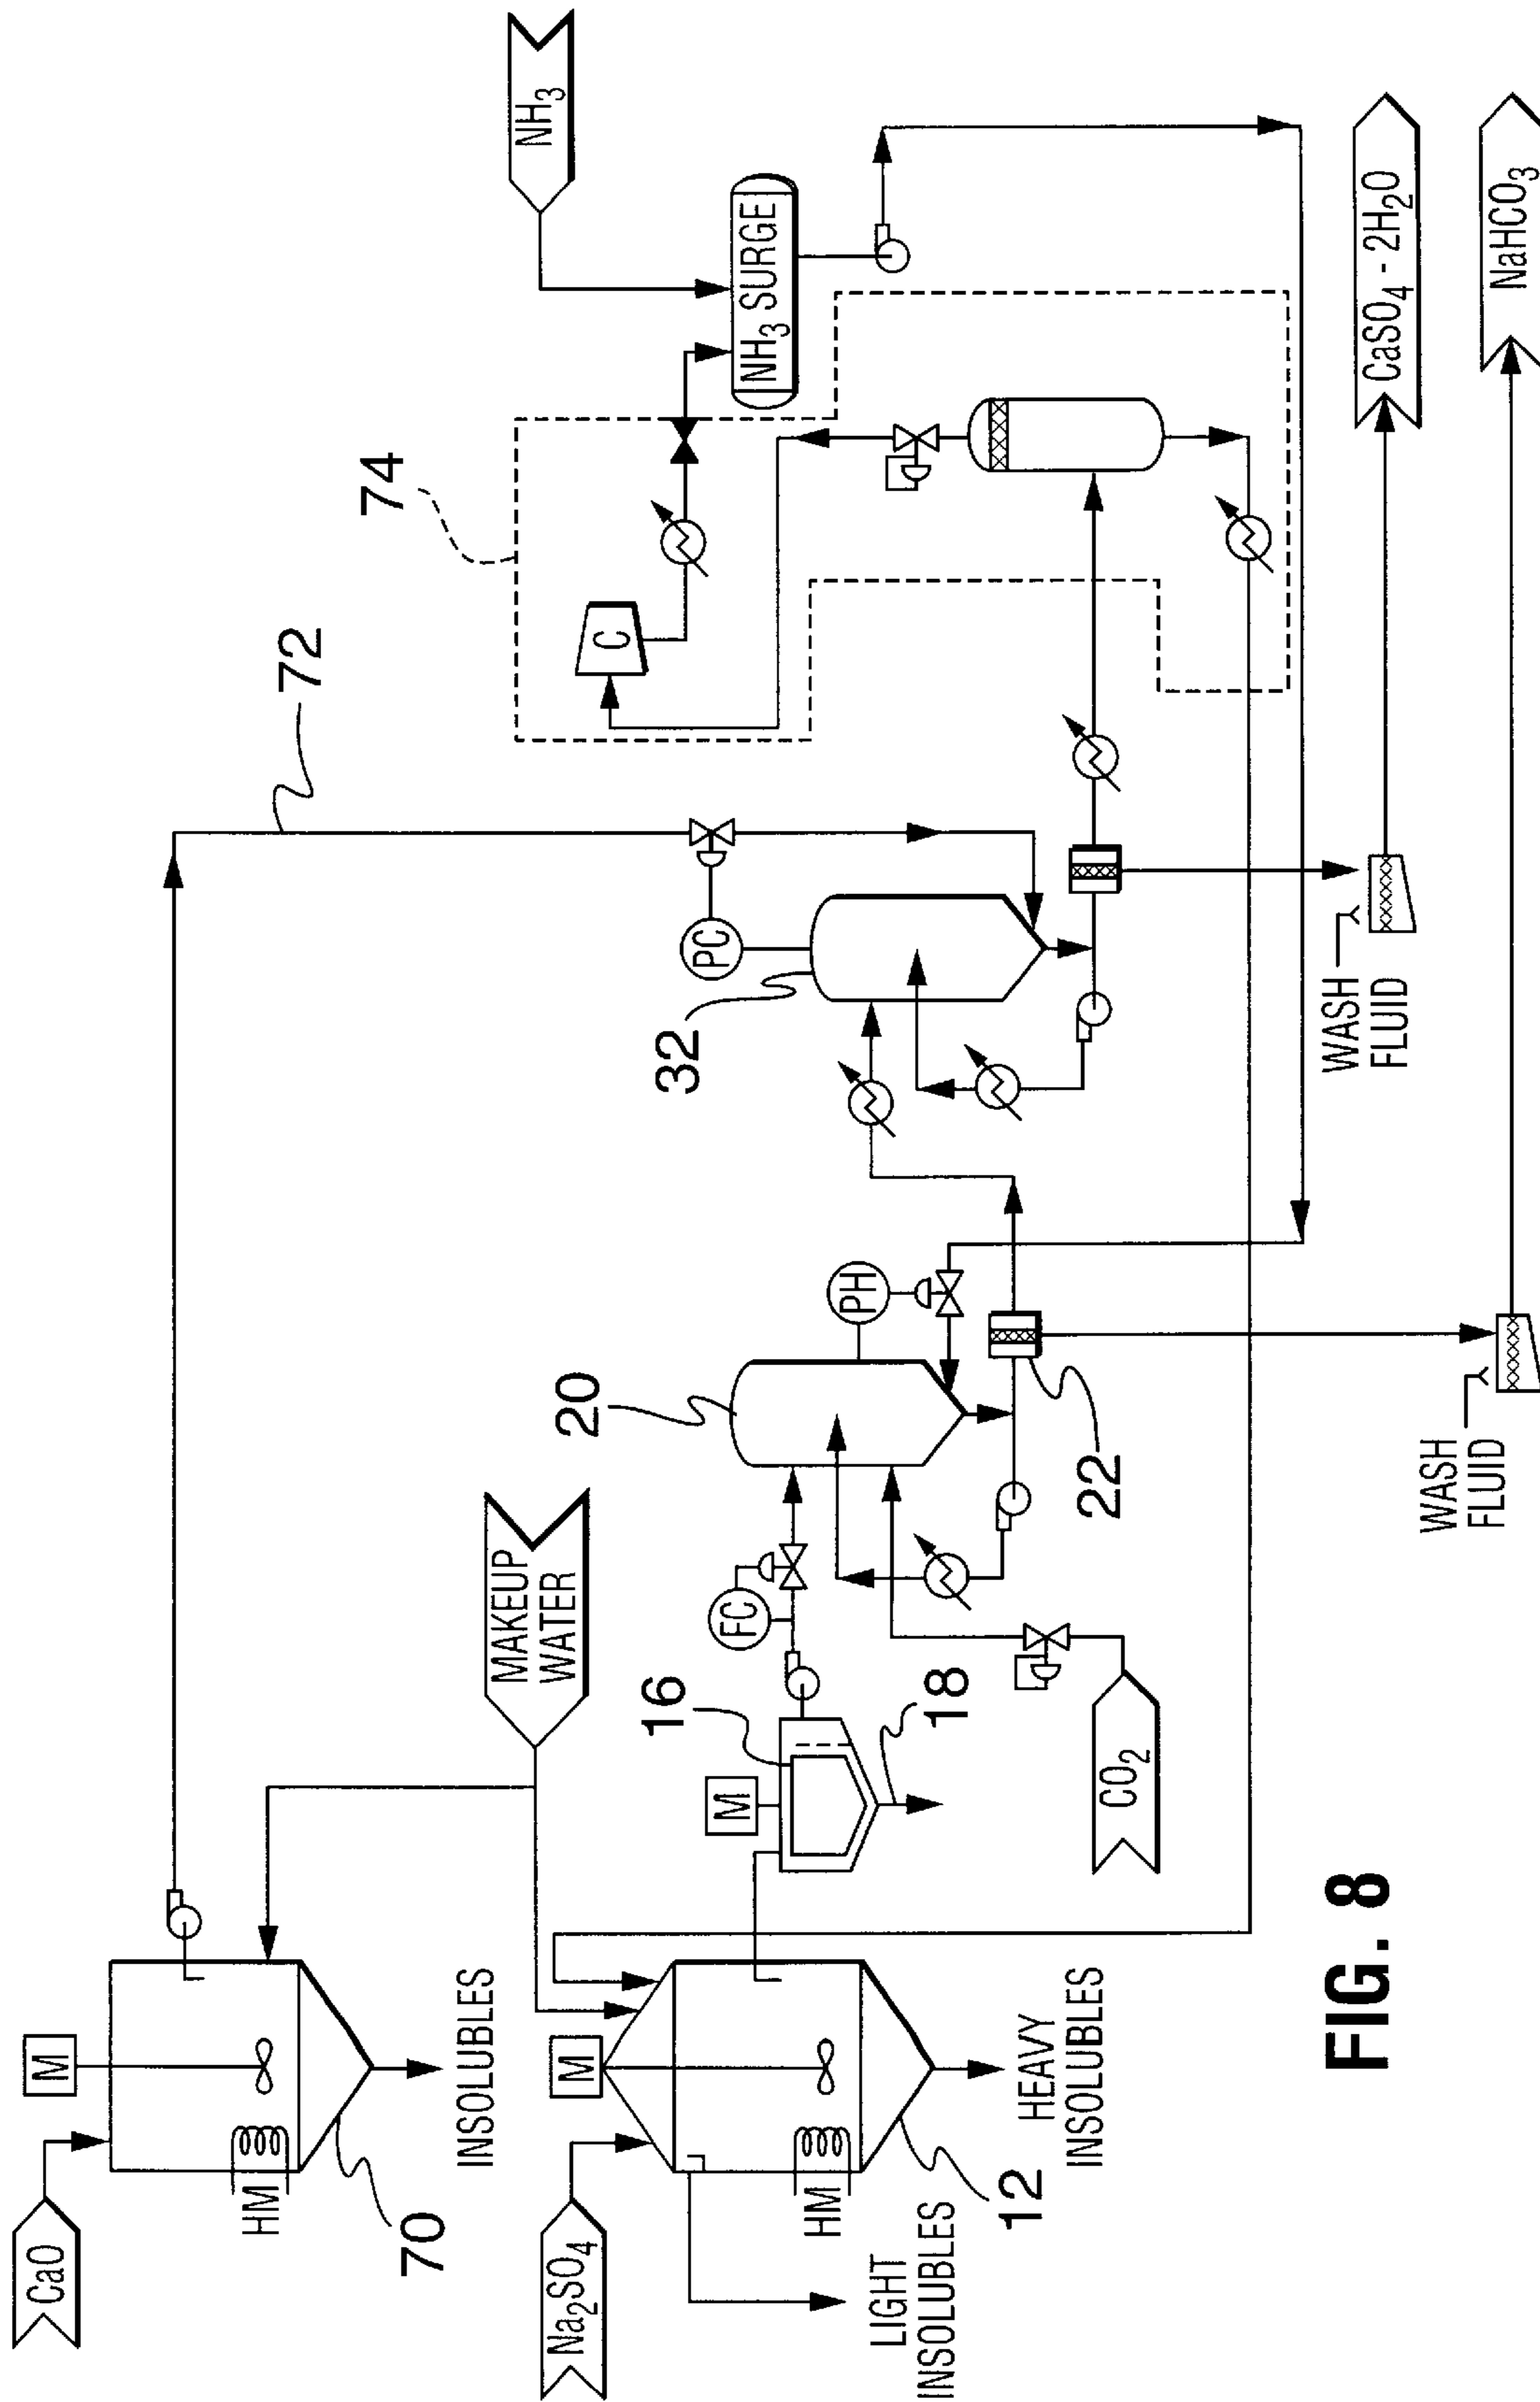 CaO
M
HM
70
INSOLUBLES
72
MAKEUP
WATER
74
NH3
NH3 SURGE
C
Na2SO4
M
HM
12
LIGHT
INSOLUBLES
HEAVY
INSOLUBLES
M
16
18
FC
20
PH
22
CO2
32
PC
WASH
FLUID
CaSO4 - 2H2O
WASH
FLUID
NaHCO3
FIG. 8